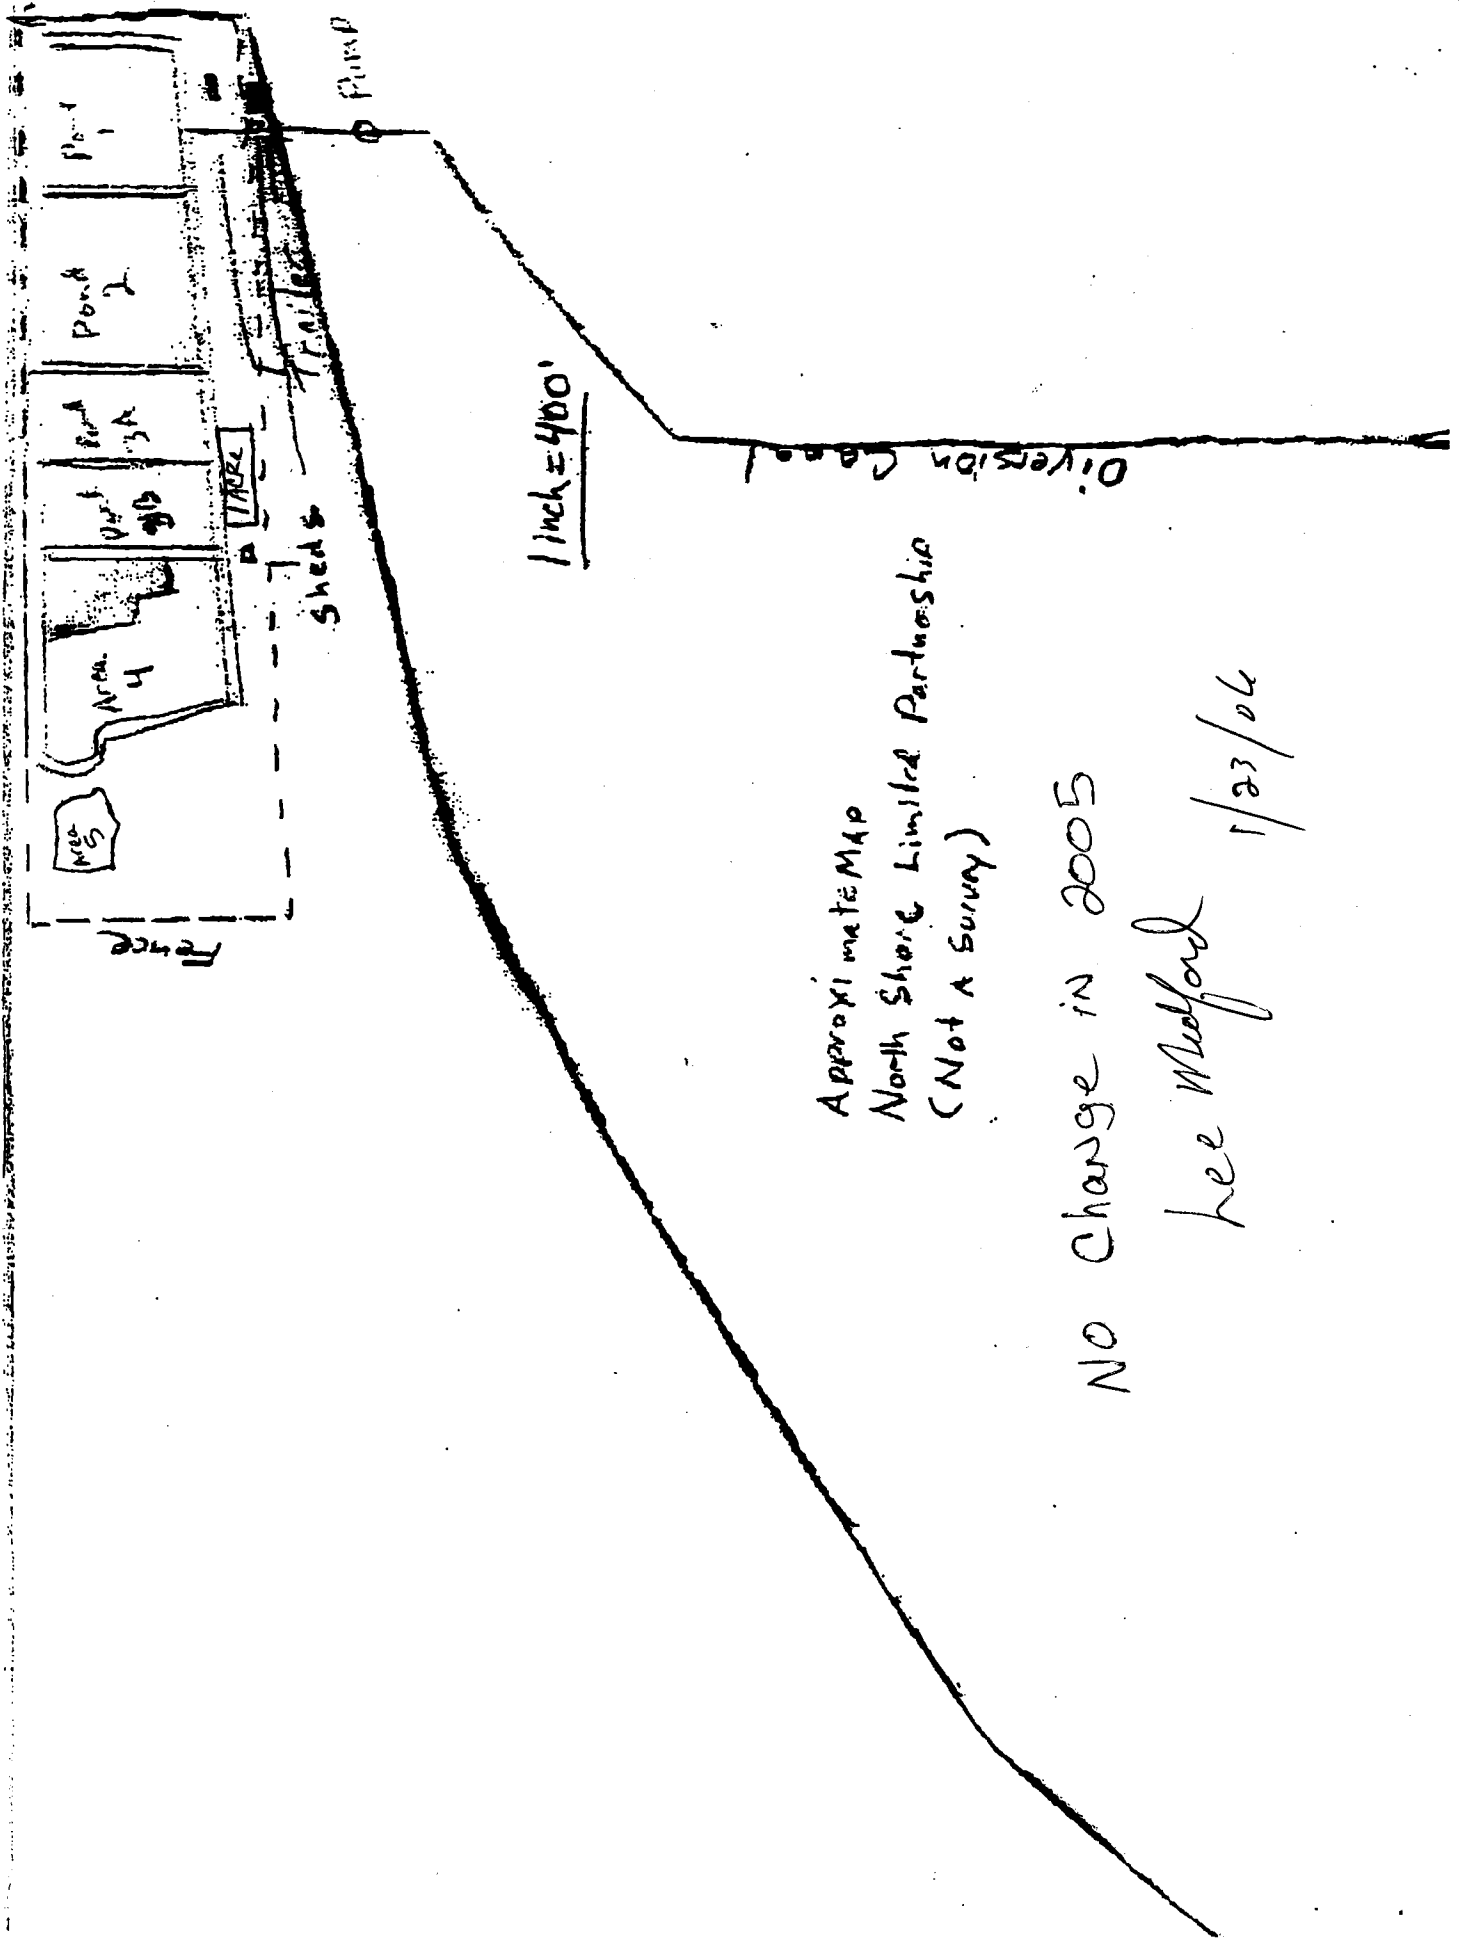 Pond
1
Pump
Pond
2
Trailer
Pond
3A
Pond
3B
1 ACRE
Sheds
Area
4
Area
5
Fence
1 inch = 400'
Diversion Canal
Approximate MAP
North Shore Limited Partnership
(Not A Survey)
No Change in 2005
Lee Medford 1/23/06